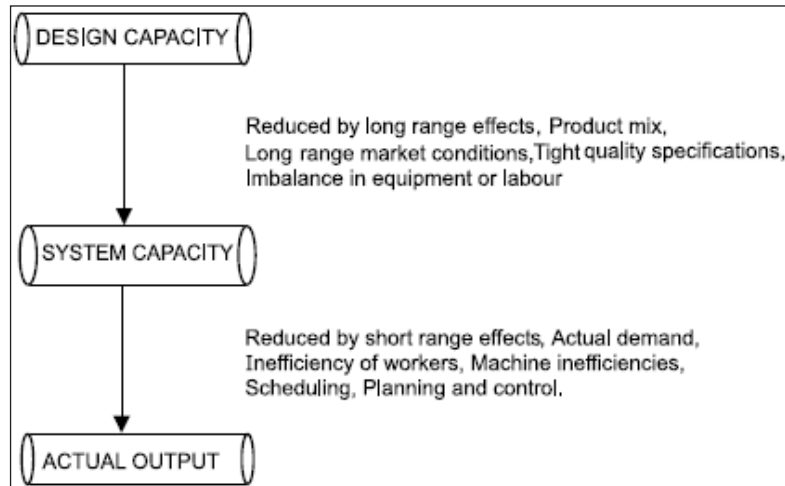 DESIGN CAPACITY
Reduced by long range effects, Product mix,
Long range market conditions,Tight quality specifications,
Imbalance in equipment or labour
SYSTEM CAPACITY
Reduced by short range effects, Actual demand,
Inefficiency of workers, Machine inefficiencies,
Scheduling, Planning and control.
ACTUAL OUTPUT